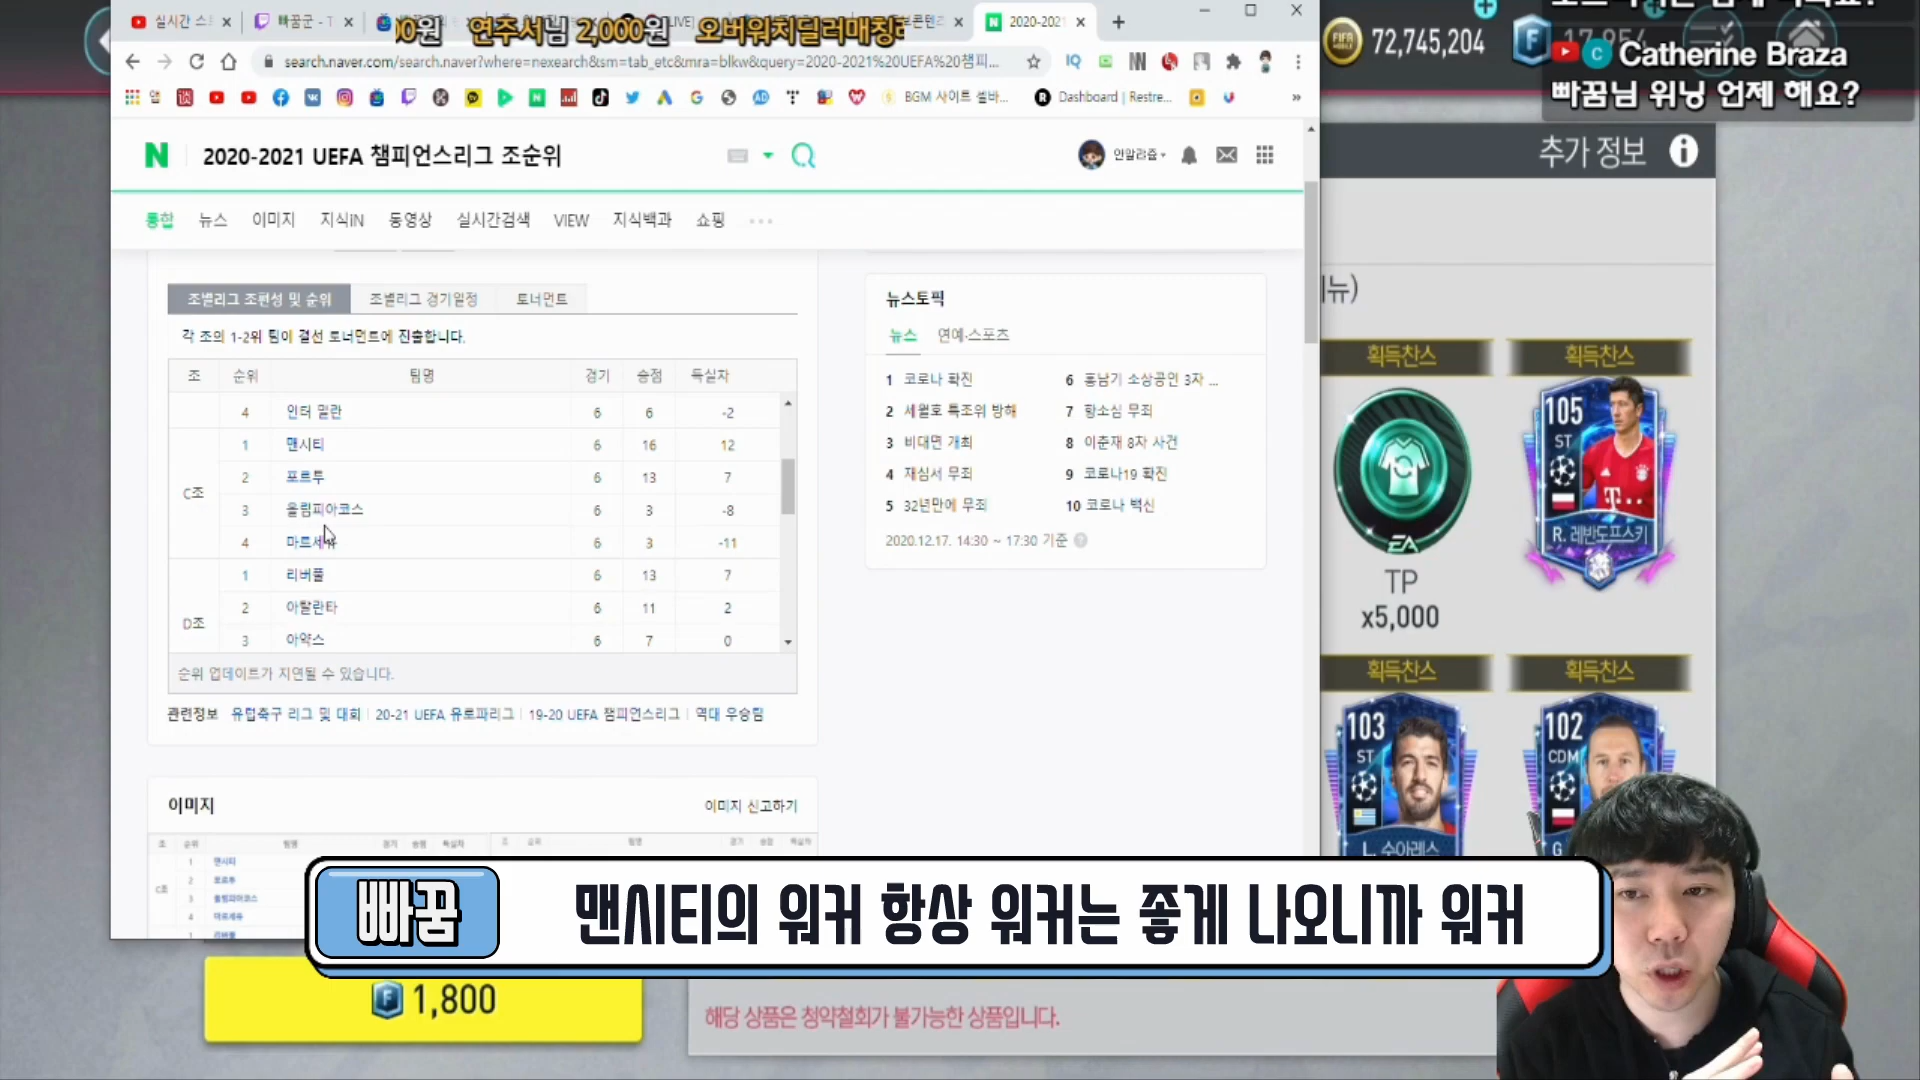 실시간 스
빠꿈군 - T
2020-2021
00원 연주서님 2,000원 오버워치딜러매칭
search.naver.com/search.naver?where=nexearch&sm=tab_etc&mra=blkw&query=2020-2021%20UEFA%20챔피...
BGM 사이트 셀바...
Dashboard | Restre...
72,745,204
17,954
Catherine Braza
빠꿈님 위닝 언제 해요?
2020-2021 UEFA 챔피언스리그 조순위
안알랴줌
추가 정보
통합 뉴스 이미지 지식iN 동영상 실시간검색 VIEW 지식백과 쇼핑
조별리그 조편성 및 순위 조별리그 경기일정 토너먼트
각 조의 1-2위 팀이 결선 토너먼트에 진출합니다.
조 순위 팀명 경기 승점 득실차
4 인터 밀란 6 6 -2
C조
1 맨시티 6 16 12
2 포르투 6 13 7
3 올림피아코스 6 3 -8
4 마르세유 6 3 -11
D조
1 리버풀 6 13 7
2 아탈란타 6 11 2
3 아약스 6 7 0
순위 업데이트가 지연될 수 있습니다.
관련정보 유럽축구 리그 및 대회 | 20-21 UEFA 유로파리그 | 19-20 UEFA 챔피언스리그 | 역대 우승팀
뉴스토픽
뉴스 연예·스포츠
1 코로나 확진
2 세월호 특조위 방해
3 비대면 개최
4 재심서 무죄
5 32년만에 무죄
6 홍남기 소상공인 3자 ...
7 항소심 무죄
8 이춘재 8차 사건
9 코로나19 확진
10 코로나 백신
2020.12.17. 14:30 ~ 17:30 기준
이미지
이미지 신고하기
뉴)
획득찬스
획득찬스
EA
TP
x5,000
105
ST
R. 레반도프스키
획득찬스
획득찬스
103
ST
L. 수아레스
102
CDM
G
빠꿈
맨시티의 워커 항상 워커는 좋게 나오니까 워커
1,800
해당 상품은 청약철회가 불가능한 상품입니다.